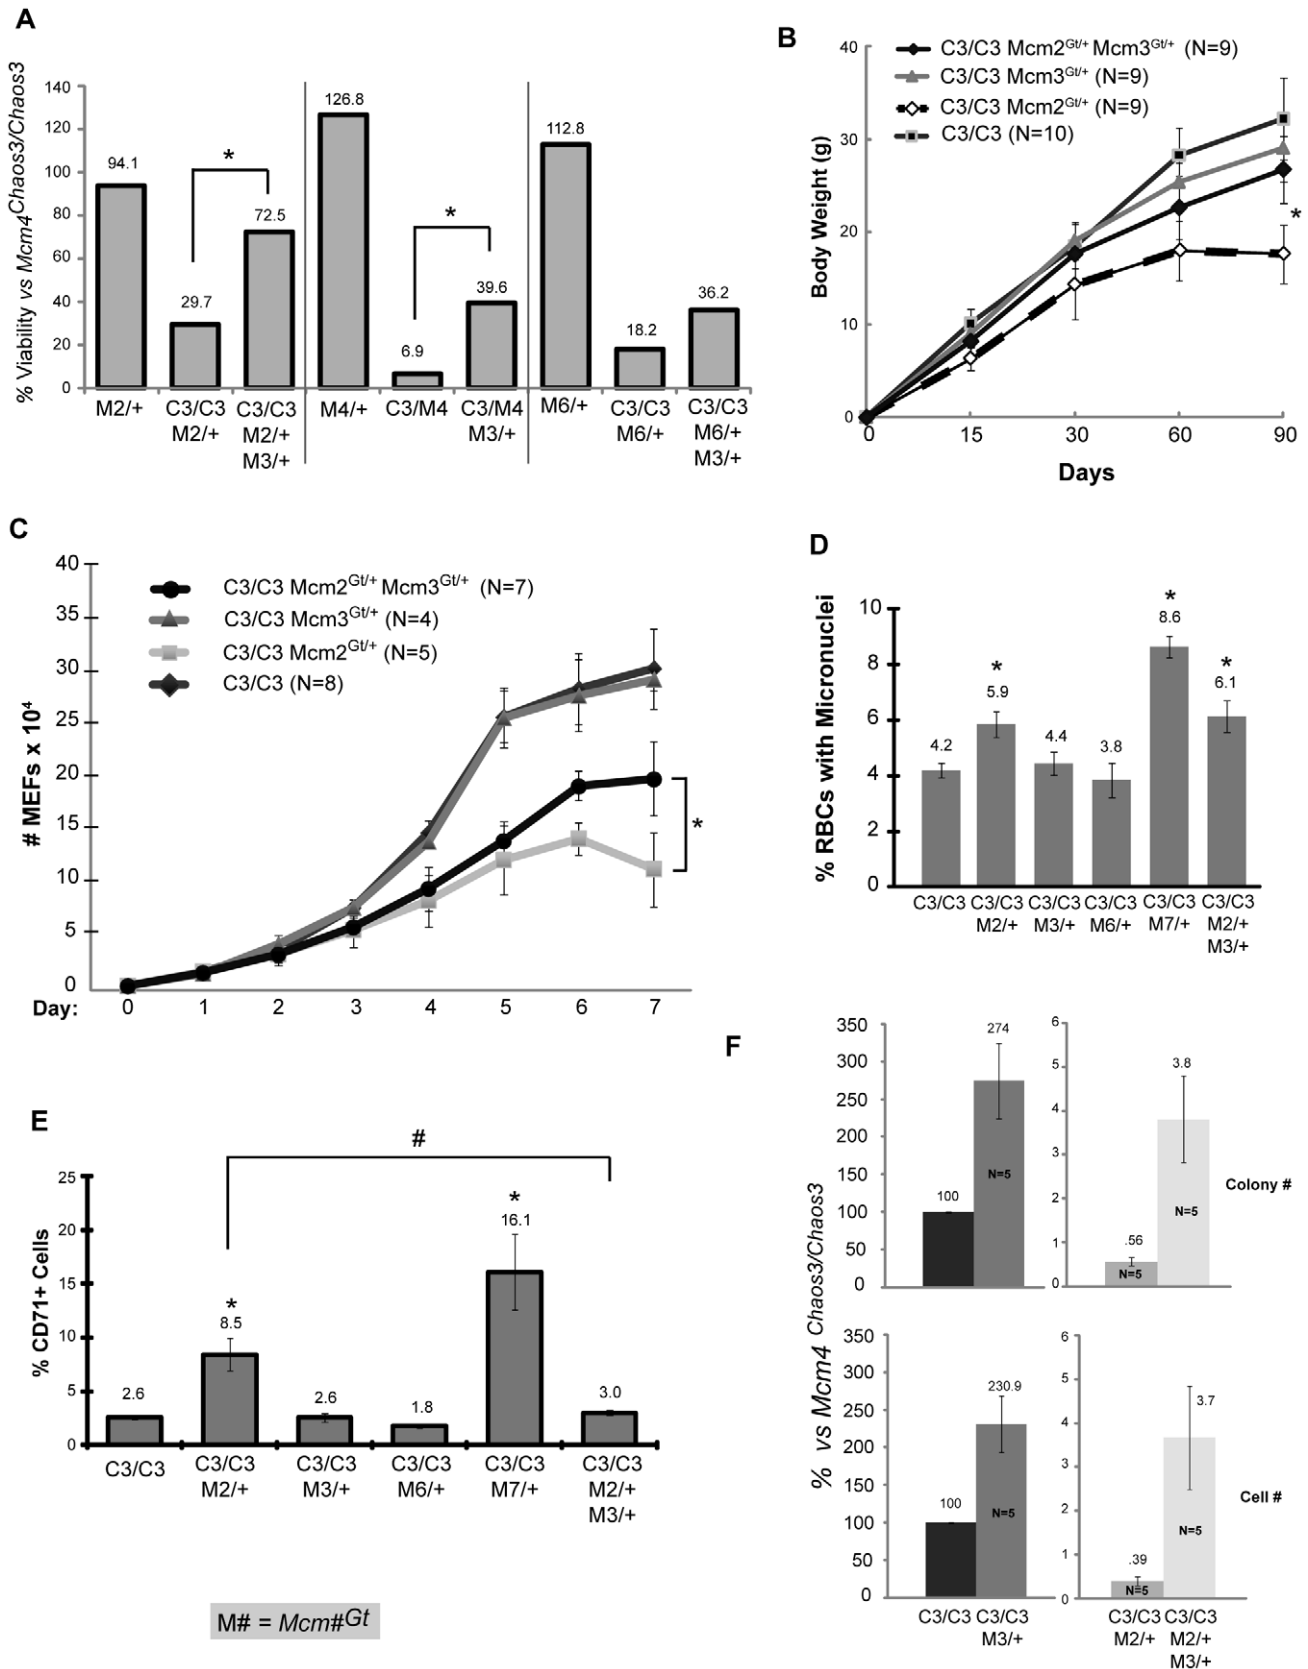 A
% Viability vs Mcm4Chaos3/Chaos3
140
120
100
80
60
40
20
0
94.1
29.7
*
72.5
126.8
6.9
*
39.6
112.8
18.2
36.2
M2/+
C3/C3
M2/+
C3/C3
M2/+
M3/+
M4/+
C3/M4
C3/M4
M3/+
M6/+
C3/C3
M6/+
C3/C3
M6/+
M3/+
B
Body Weight (g)
40
30
20
10
0
C3/C3 Mcm2Gt/+ Mcm3Gt/+ (N=9)
C3/C3 Mcm3Gt/+ (N=9)
C3/C3 Mcm2Gt/+ (N=9)
C3/C3 (N=10)
*
0 15 30 60 90
Days
C
# MEFs x 10⁴
40
35
30
25
20
15
10
5
0
C3/C3 Mcm2Gt/+ Mcm3Gt/+ (N=7)
C3/C3 Mcm3Gt/+ (N=4)
C3/C3 Mcm2Gt/+ (N=5)
C3/C3 (N=8)
*
Day: 0 1 2 3 4 5 6 7
D
% RBCs with Micronuclei
10
8
6
4
2
0
4.2
*
5.9
4.4
3.8
*
8.6
*
6.1
C3/C3
C3/C3
M2/+
C3/C3
M3/+
C3/C3
M6/+
C3/C3
M7/+
C3/C3
M2/+
M3/+
E
% CD71+ Cells
25
20
15
10
5
0
#
2.6
*
8.5
2.6
1.8
*
16.1
3.0
C3/C3
C3/C3
M2/+
C3/C3
M3/+
C3/C3
M6/+
C3/C3
M7/+
C3/C3
M2/+
M3/+
M# = Mcm#Gt
F
% vs Mcm4 Chaos3/Chaos3
350
300
250
200
150
100
50
0
100
274
N=5
6
5
4
3
2
1
0
.56
N=5
3.8
N=5
Colony #
350
300
250
200
150
100
50
0
100
230.9
N=5
6
5
4
3
2
1
0
.39
N=5
3.7
N=5
Cell #
C3/C3
C3/C3
M3/+
C3/C3
M2/+
C3/C3
M2/+
M3/+